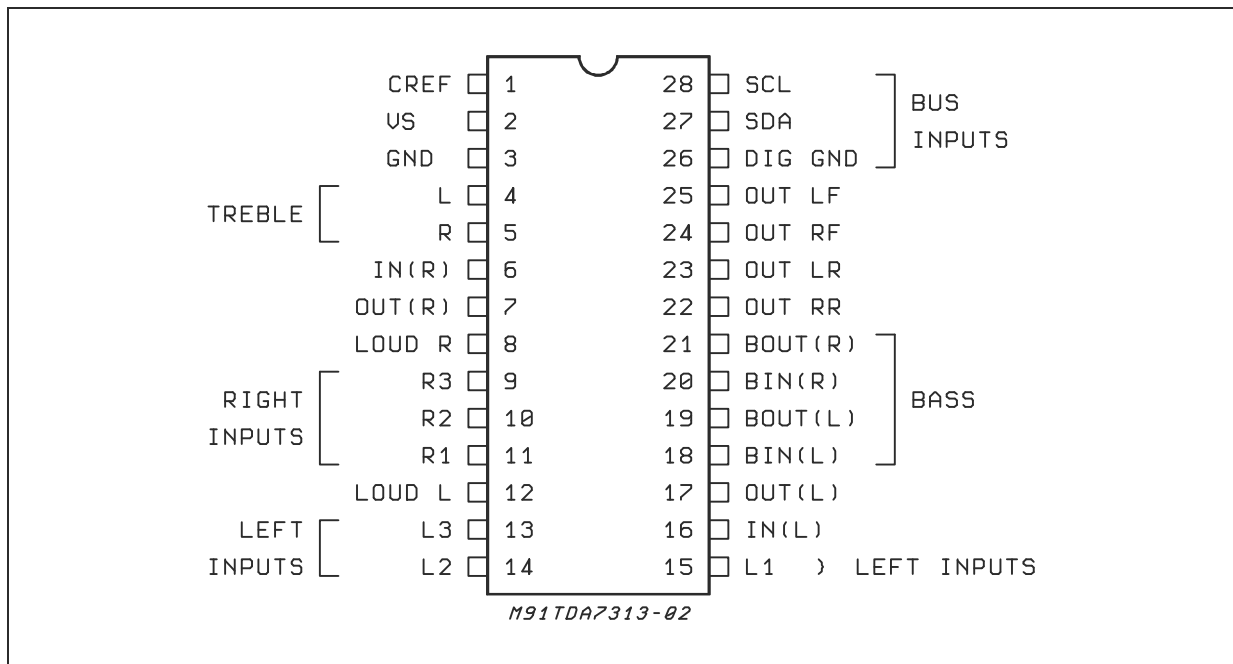 CREF 1 28 SCL
VS 2 27 SDA
GND 3 26 DIG GND
BUS
INPUTS
TREBLE
L 4 25 OUT LF
R 5 24 OUT RF
IN(R) 6 23 OUT LR
OUT(R) 7 22 OUT RR
LOUD R 8 21 BOUT(R)
RIGHT
INPUTS
R3 9 20 BIN(R)
R2 10 19 BOUT(L)
R1 11 18 BIN(L)
BASS
LOUD L 12 17 OUT(L)
LEFT
INPUTS
L3 13 16 IN(L)
L2 14 15 L1 } LEFT INPUTS
M91TDA7313-02